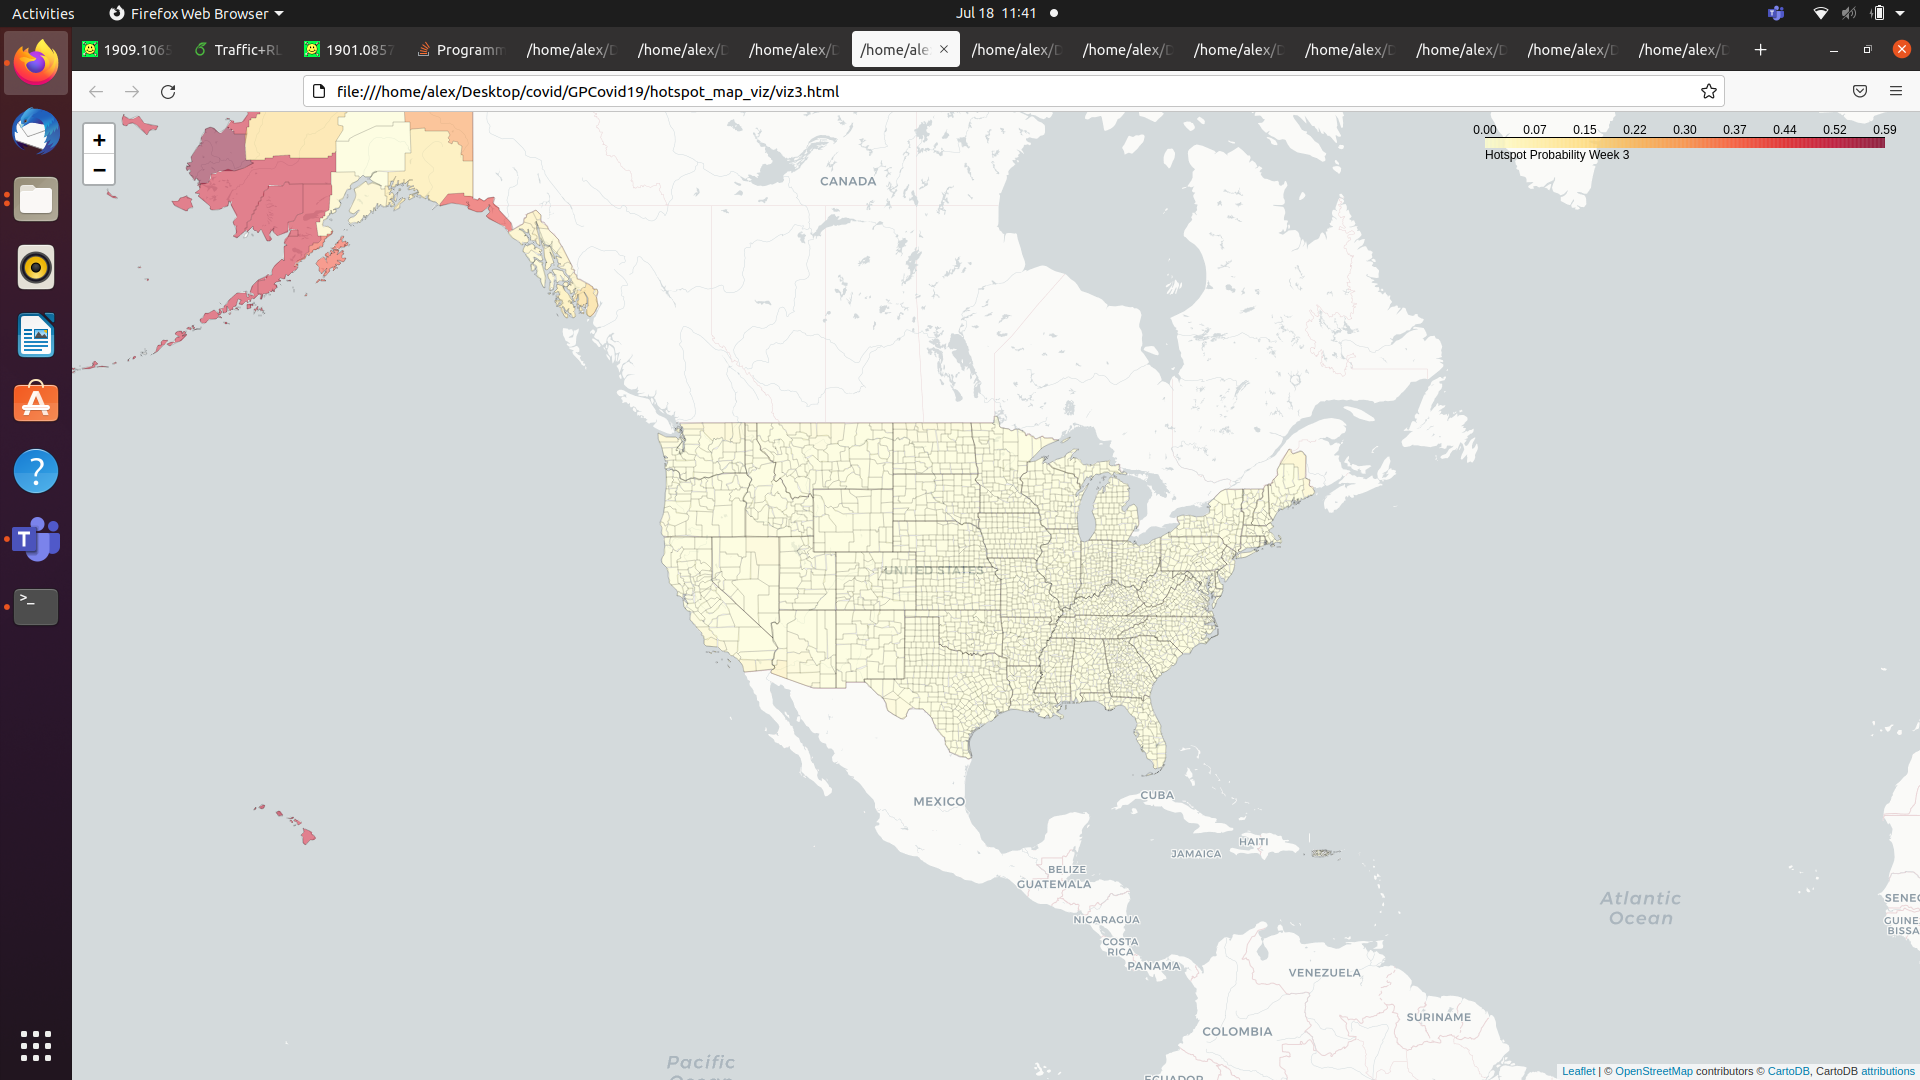 Activities
Firefox Web Browser
Jul 18 11:41
1909.1065
Traffic+RL
1901.0857
Programm
/home/alex/D
/home/alex/D
/home/alex/D
/home/ale
/home/alex/D
/home/alex/D
/home/alex/D
/home/alex/D
/home/alex/D
/home/alex/D
/home/alex/D
file:///home/alex/Desktop/covid/GPCovid19/hotspot_map_viz/viz3.html
+
−
0.00 0.07 0.15 0.22 0.30 0.37 0.44 0.52 0.59
Hotspot Probability Week 3
CANADA
UNITED STATES
MEXICO
CUBA
HAITI
JAMAICA
BELIZE
GUATEMALA
NICARAGUA
COSTA
RICA
PANAMA
VENEZUELA
COLOMBIA
SURINAME
ECUADOR
Atlantic
Ocean
SENEG
GUINE
BISSA
Pacific
Ocean
Leaflet | © OpenStreetMap contributors © CartoDB, CartoDB attributions